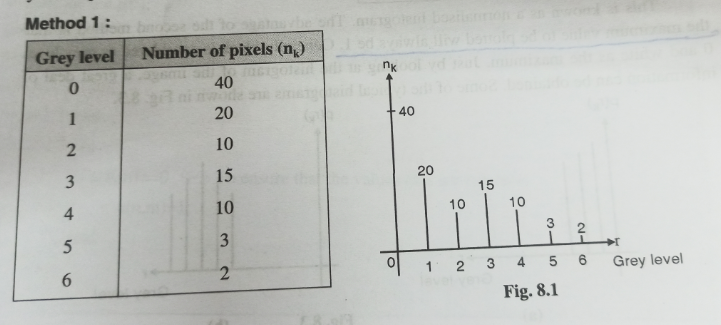 Method 1 :
Grey level Number of pixels (nk)
0 40
1 20
2 10
3 15
4 10
5 3
6 2
nk
40
20
10
15
10
3
2
r
0 1 2 3 4 5 6 Grey level
Fig. 8.1